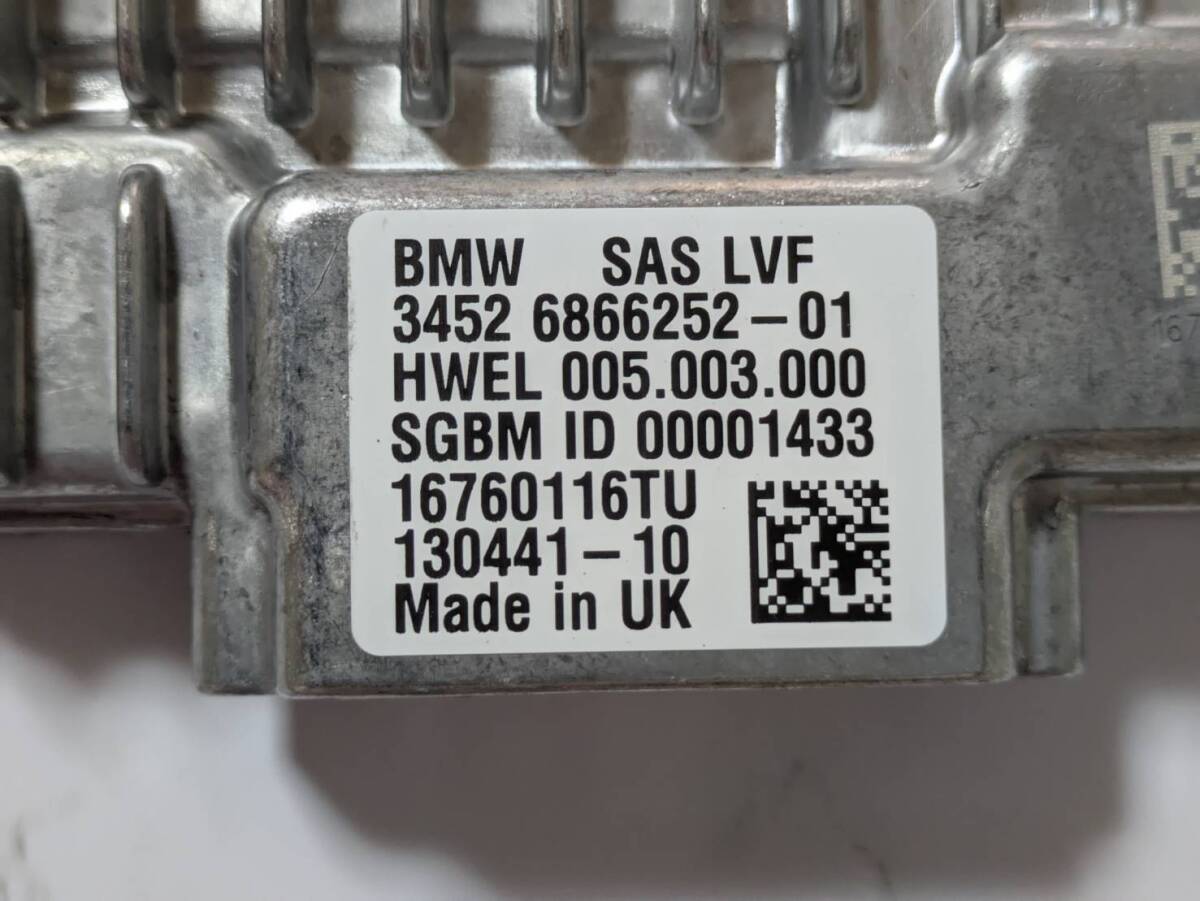 BMW SAS LVF
3452 6866252-01
HWEL 005.003.000
SGBM ID 00001433
16760116TU
130441-10
Made in UK